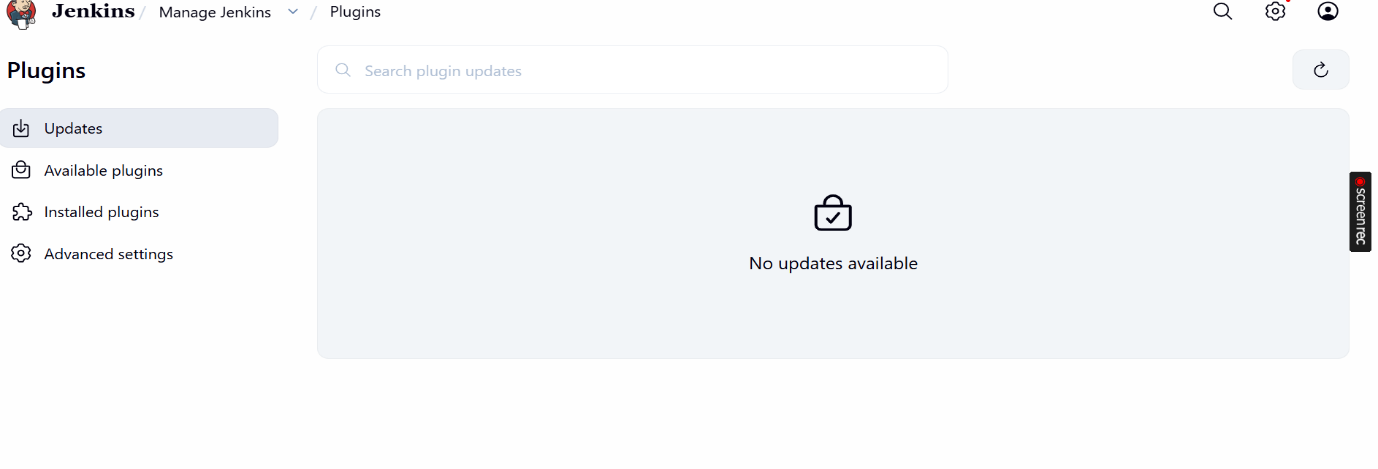 Jenkins / Manage Jenkins / Plugins
Plugins
Search plugin updates
Updates
Available plugins
Installed plugins
Advanced settings
No updates available
screenrec